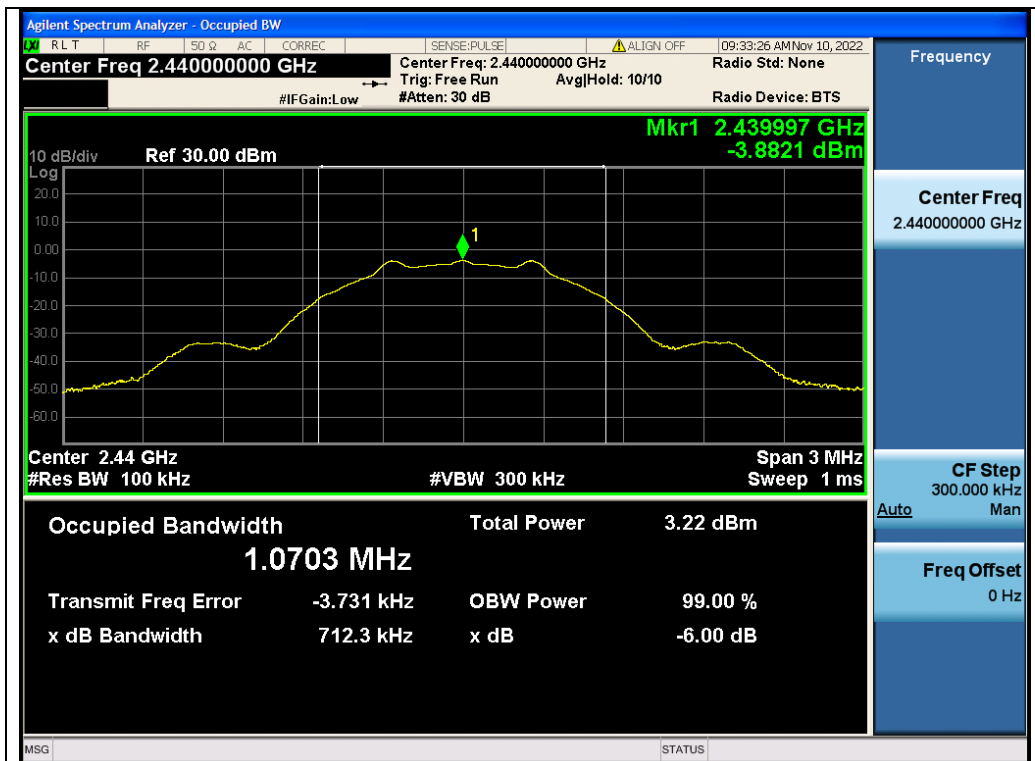 Agilent Spectrum Analyzer - Occupied BW
LXI RLT RF 50 Ω AC CORREC SENSE:PULSE ALIGN OFF 09:33:26 AM Nov 10, 2022
Center Freq 2.440000000 GHz
Center Freq: 2.440000000 GHz Radio Std: None
Trig: Free Run Avg|Hold: 10/10
#IFGain:Low #Atten: 30 dB Radio Device: BTS
Mkr1 2.439997 GHz
-3.8821 dBm
10 dB/div Ref 30.00 dBm
Log
20.0
10.0
0.00
-10.0
-20.0
-30.0
-40.0
-50.0
-60.0
1
Center 2.44 GHz Span 3 MHz
#Res BW 100 kHz #VBW 300 kHz Sweep 1 ms
Occupied Bandwidth Total Power 3.22 dBm
1.0703 MHz
Transmit Freq Error -3.731 kHz OBW Power 99.00 %
x dB Bandwidth 712.3 kHz x dB -6.00 dB
MSG STATUS
Frequency
Center Freq
2.440000000 GHz
CF Step
300.000 kHz
Auto Man
Freq Offset
0 Hz